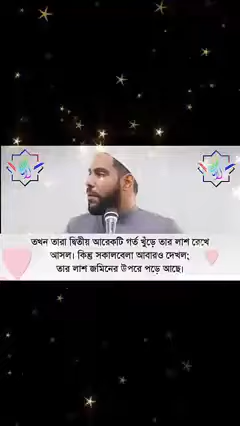 তখন তারা দ্বিতীয় আরেকটি গর্ত খুঁড়ে তার লাশ রেখে
আসল। কিন্তু সকালবেলা আবারও দেখল;
তার লাশ জমিনের উপরে পড়ে আছে।